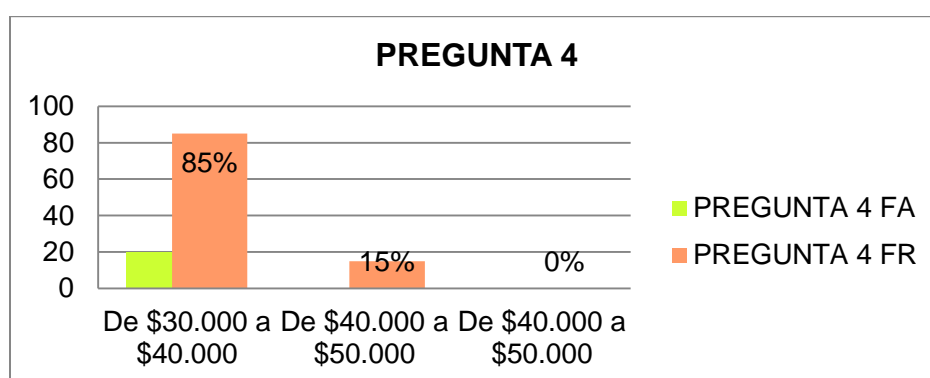 PREGUNTA 4
100
80
60
40
20
0
85%
15%
0%
De $30.000 a
$40.000
De $40.000 a
$50.000
De $40.000 a
$50.000
PREGUNTA 4 FA
PREGUNTA 4 FR